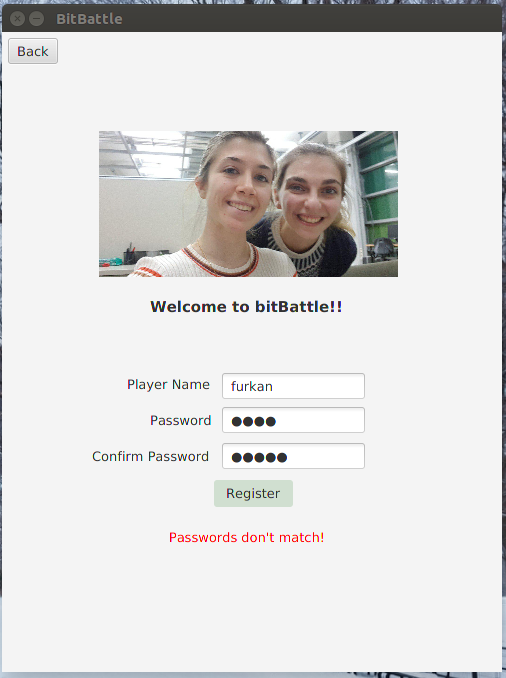 BitBattle
Back
Welcome to bitBattle!!
Player Name furkan
Password ●●●●
Confirm Password ●●●●●
Register
Passwords don't match!